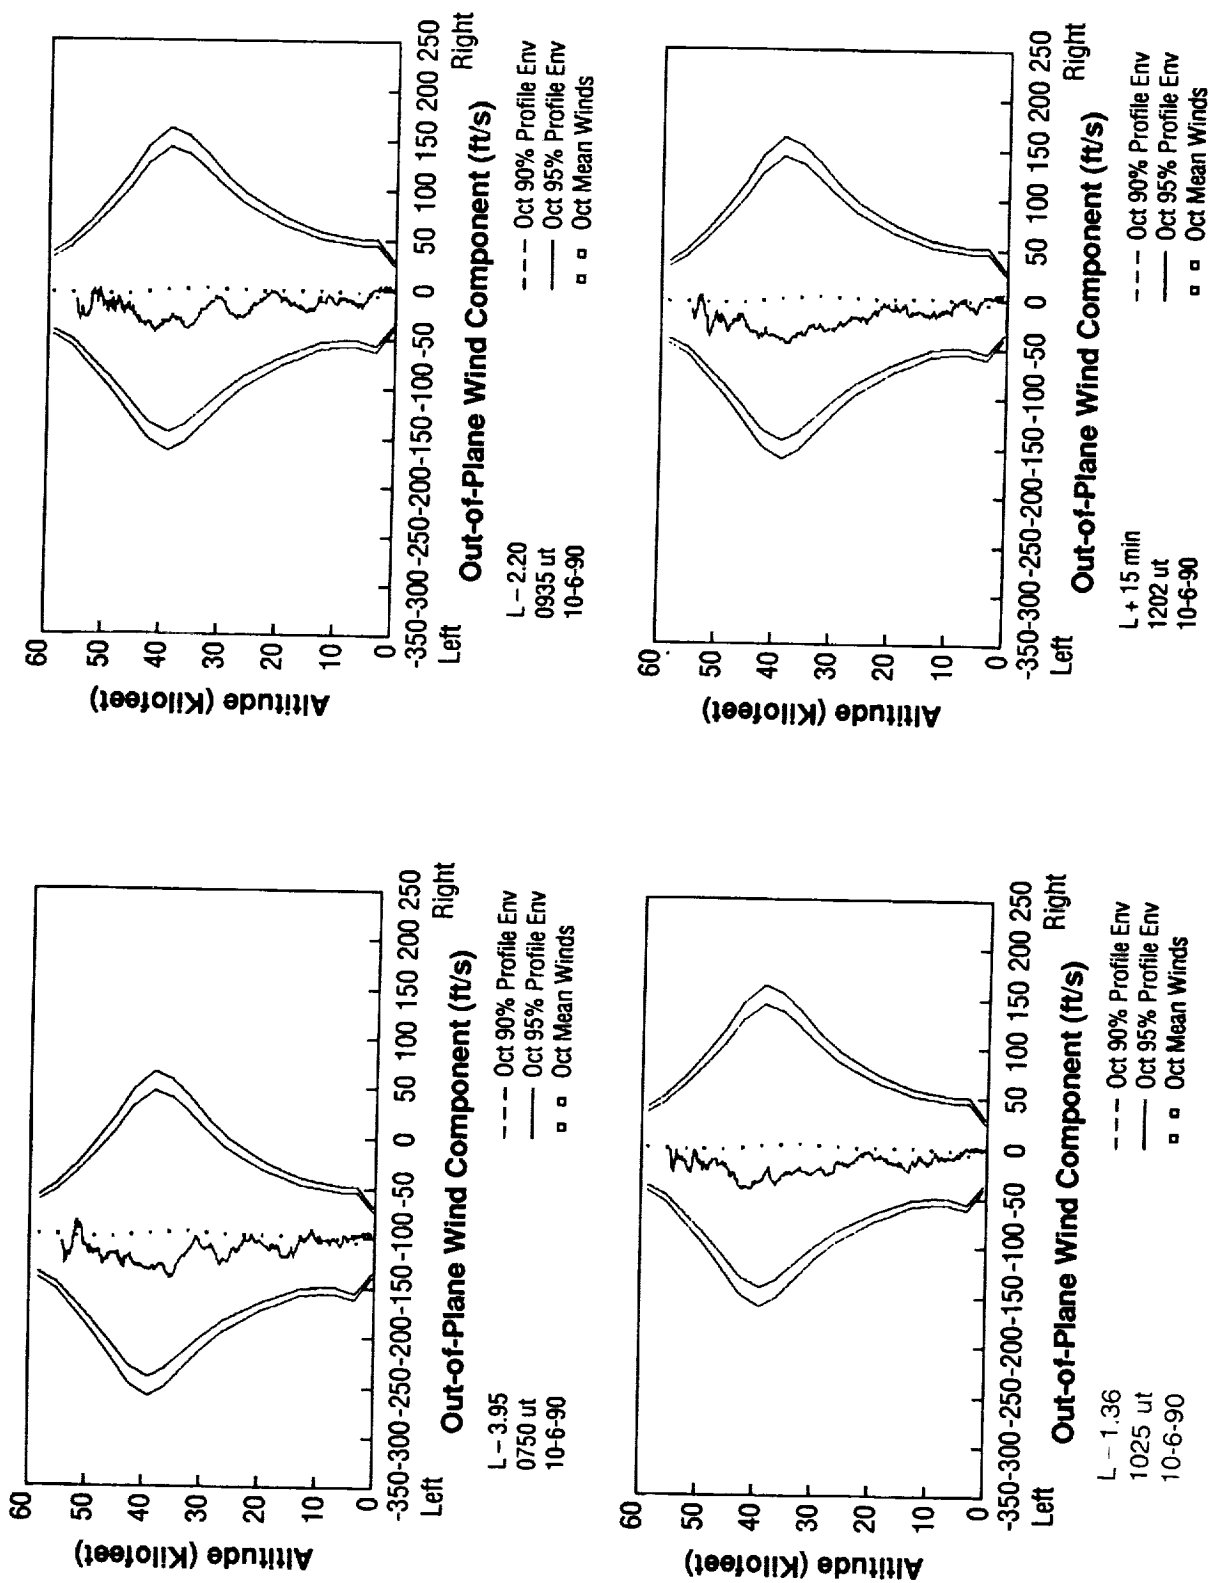 60
50
40
30
20
10
0
Altitude (Kilofeet)
-350-300-250-200-150-100 -50 0 50 100 150 200 250
Left Right
Out-of-Plane Wind Component (ft/s)
L – 3.95
0750 ut
10-6-90
Oct 90% Profile Env
Oct 95% Profile Env
Oct Mean Winds
60
50
40
30
20
10
0
Altitude (Kilofeet)
-350-300-250-200-150-100 -50 0 50 100 150 200 250
Left Right
Out-of-Plane Wind Component (ft/s)
L – 2.20
0935 ut
10-6-90
Oct 90% Profile Env
Oct 95% Profile Env
Oct Mean Winds
60
50
40
30
20
10
0
Altitude (Kilofeet)
-350-300-250-200-150-100 -50 0 50 100 150 200 250
Left Right
Out-of-Plane Wind Component (ft/s)
L – 1.36
1025 ut
10-6-90
Oct 90% Profile Env
Oct 95% Profile Env
Oct Mean Winds
60
50
40
30
20
10
0
Altitude (Kilofeet)
-350-300-250-200-150-100 -50 0 50 100 150 200 250
Left Right
Out-of-Plane Wind Component (ft/s)
L + 15 min
1202 ut
10-6-90
Oct 90% Profile Env
Oct 95% Profile Env
Oct Mean Winds